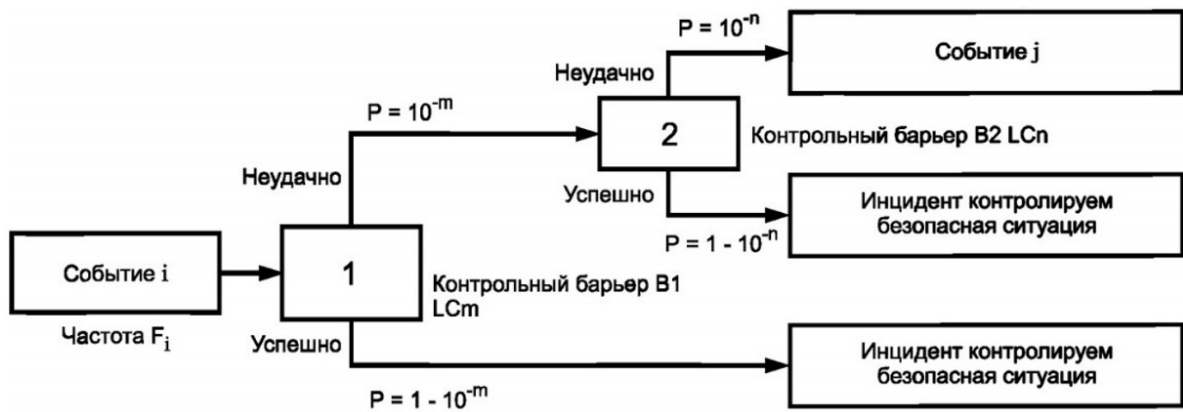 P = 10⁻ⁿ
Событие j
Неудачно
P = 10⁻ᵐ
2
Контрольный барьер B2 LCn
Неудачно
Успешно
P = 1 - 10⁻ⁿ
Инцидент контролируем
безопасная ситуация
Событие i
1
Контрольный барьер B1
LCm
Частота Fᵢ
Успешно
P = 1 - 10⁻ᵐ
Инцидент контролируем
безопасная ситуация